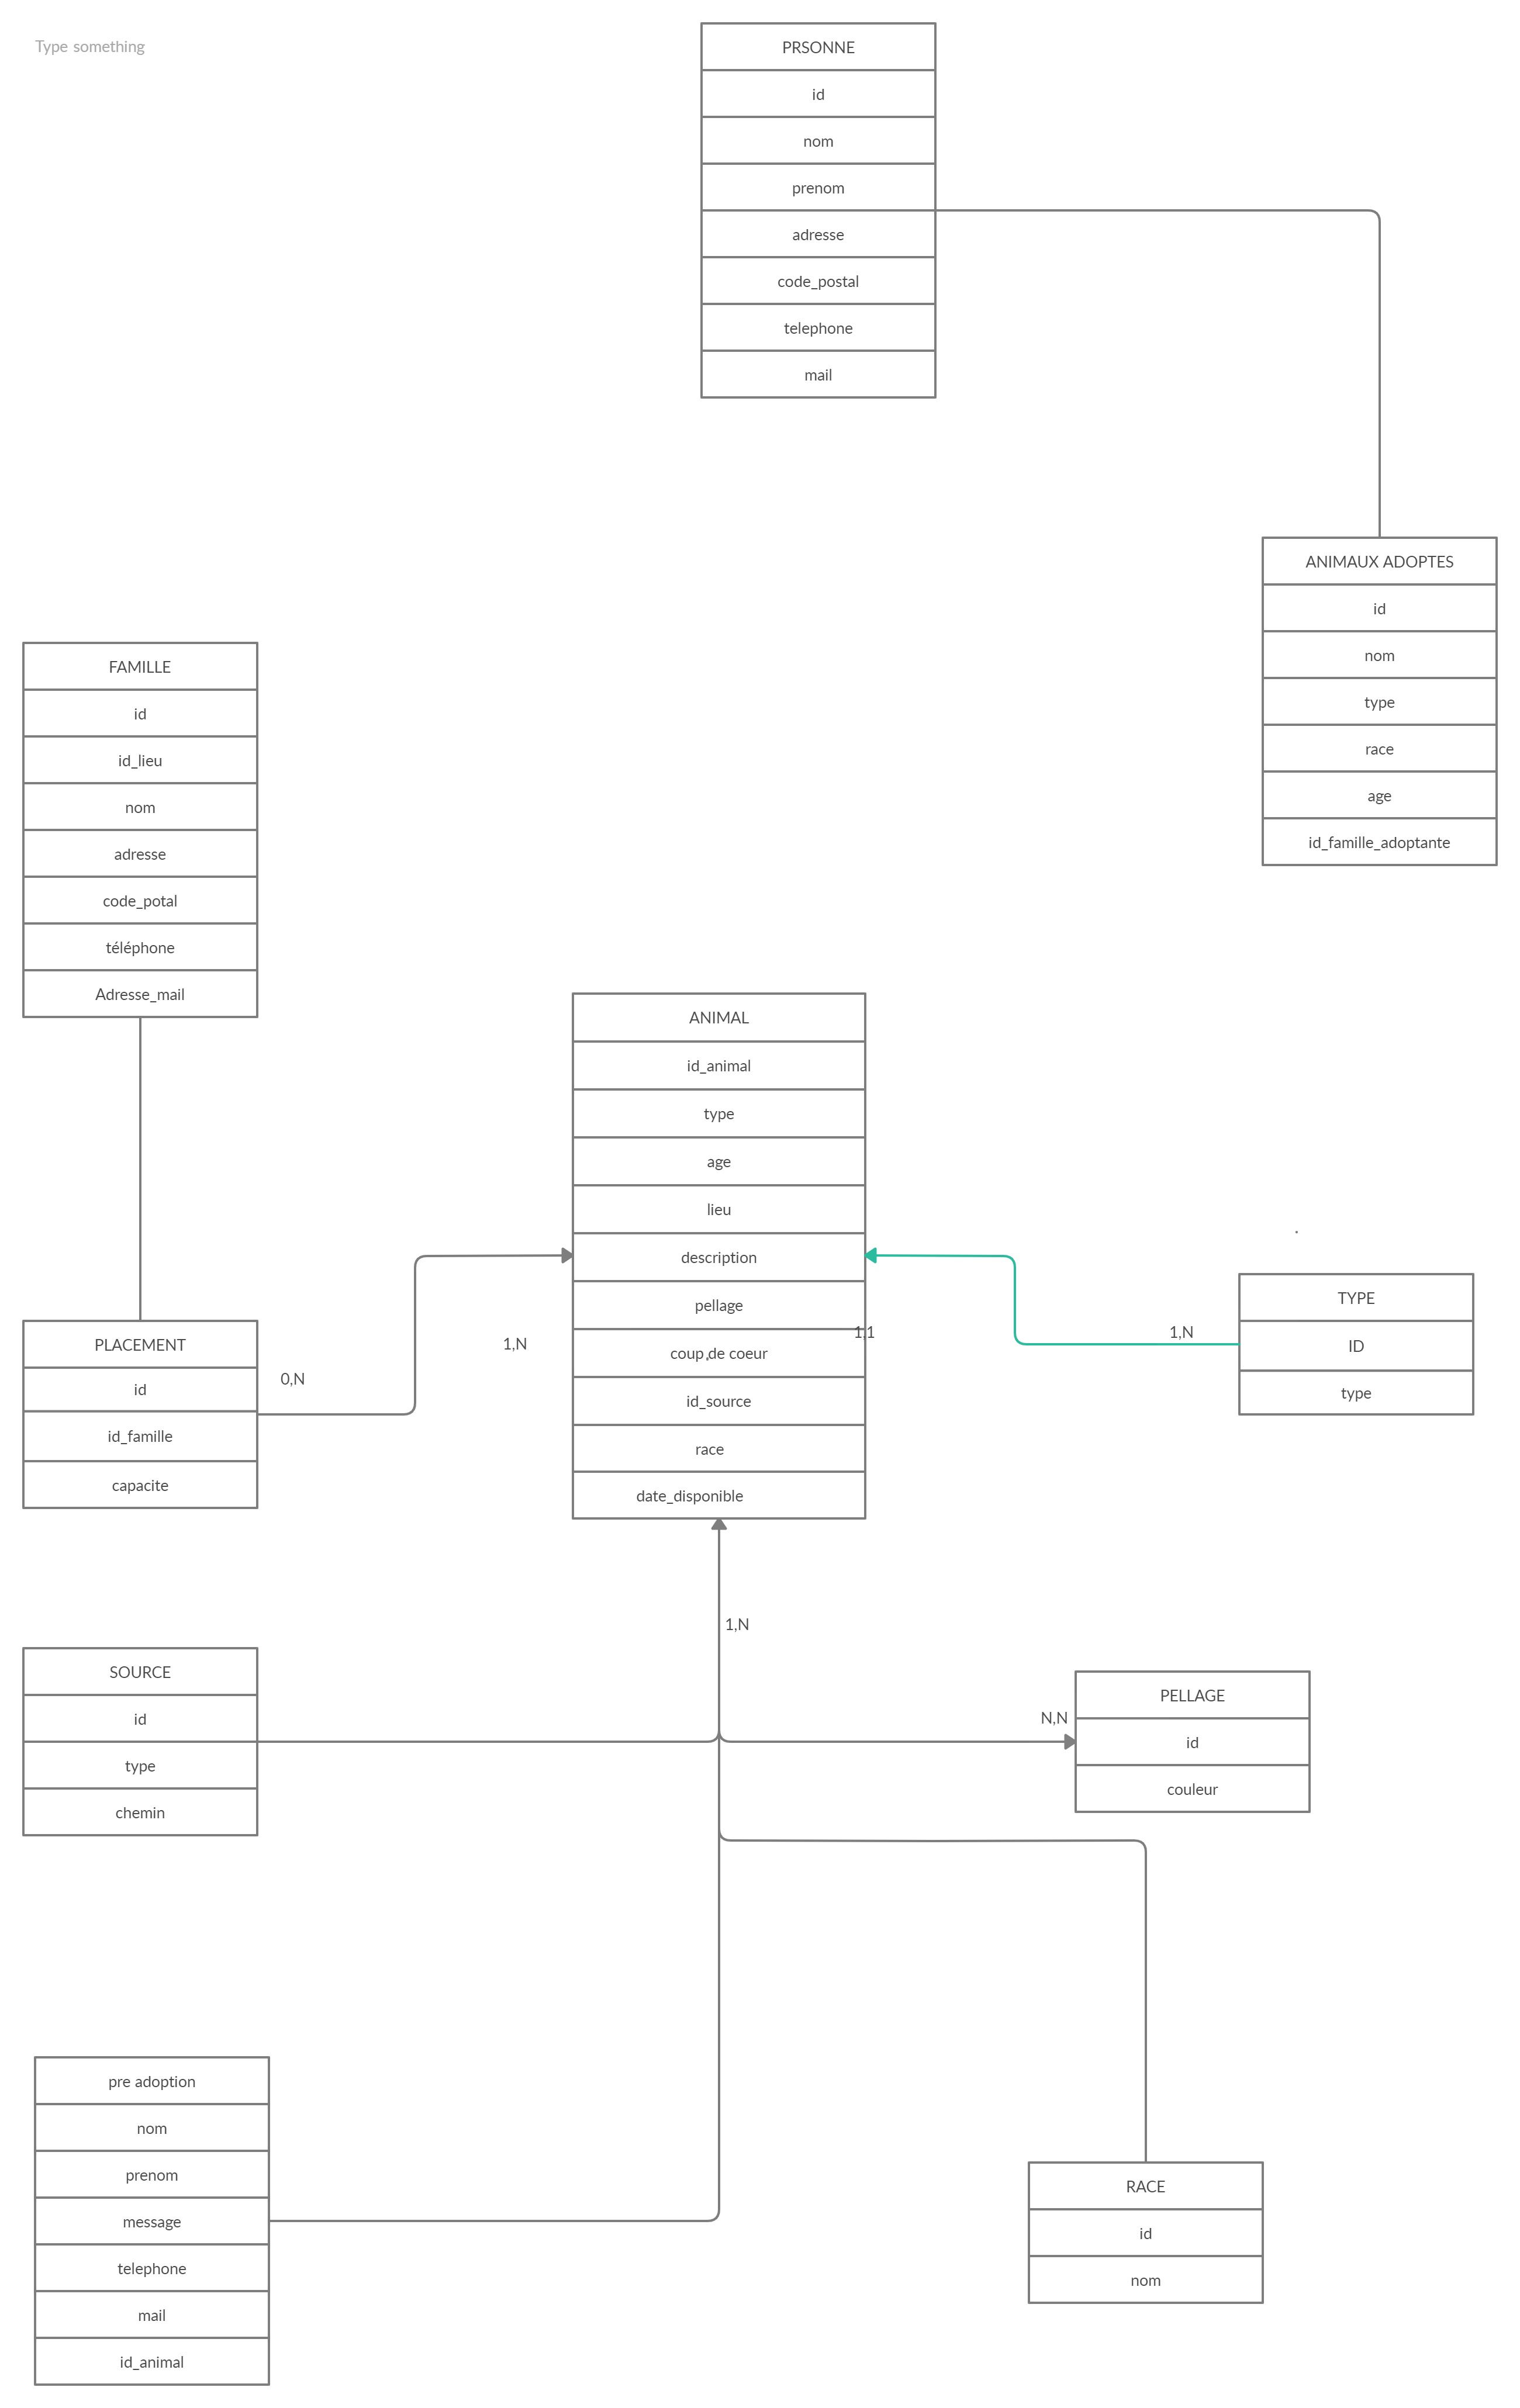 Type something
PRSONNE
id
nom
prenom
adresse
code_postal
telephone
mail
ANIMAUX ADOPTES
id
nom
type
race
age
id_famille_adoptante
FAMILLE
id
id_lieu
nom
adresse
code_potal
téléphone
Adresse_mail
ANIMAL
id_animal
type
age
lieu
description
pellage
coup,de coeur
id_source
race
date_disponible
.
TYPE
ID
type
1,1
1,N
PLACEMENT
id
id_famille
capacite
0,N
1,N
1,N
SOURCE
id
type
chemin
N,N
PELLAGE
id
couleur
pre adoption
nom
prenom
message
telephone
mail
id_animal
RACE
id
nom